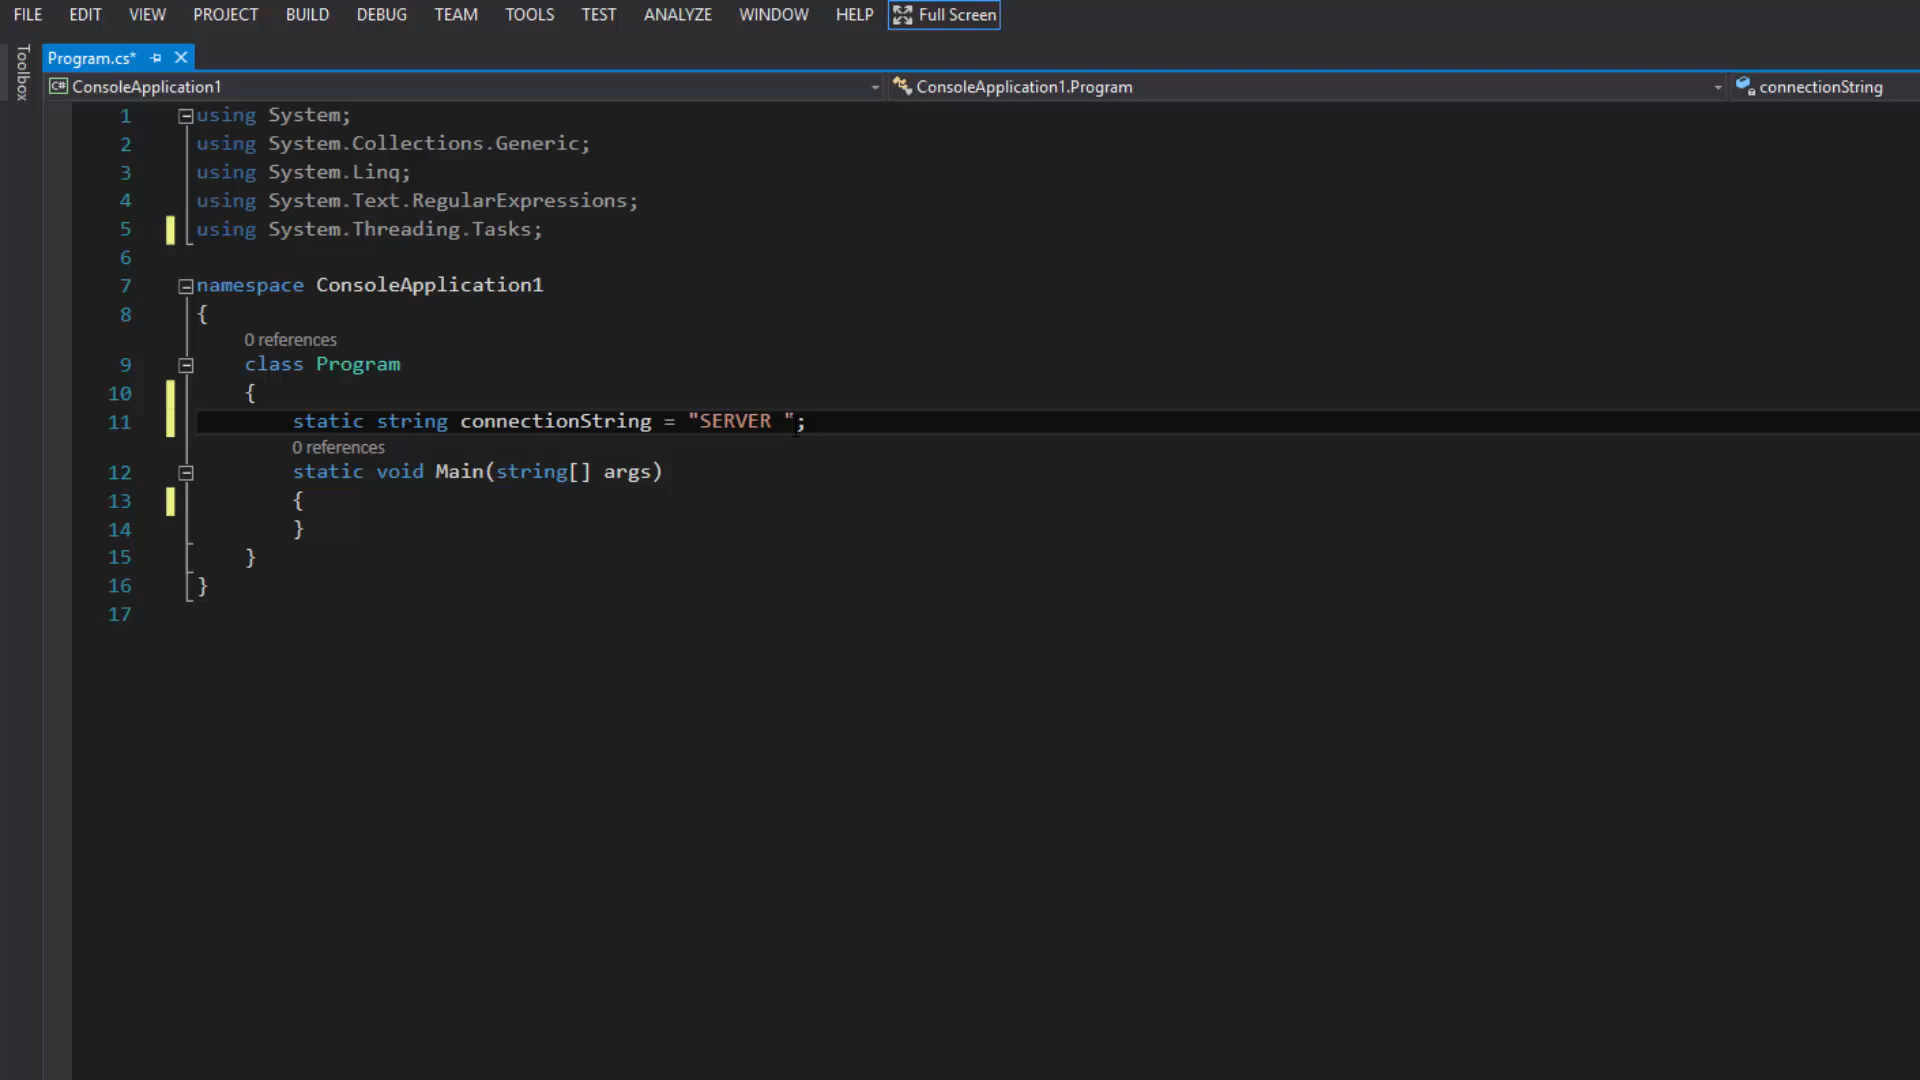 FILE EDIT VIEW PROJECT BUILD DEBUG TEAM TOOLS TEST ANALYZE WINDOW HELP Full Screen
Toolbox
Program.cs*
C# ConsoleApplication1 ConsoleApplication1.Program connectionString
1 using System;
2 using System.Collections.Generic;
3 using System.Linq;
4 using System.Text.RegularExpressions;
5 using System.Threading.Tasks;
6
7 namespace ConsoleApplication1
8 {
0 references
9 class Program
10 {
11 static string connectionString = "SERVER ";
0 references
12 static void Main(string[] args)
13 {
14 }
15 }
16 }
17